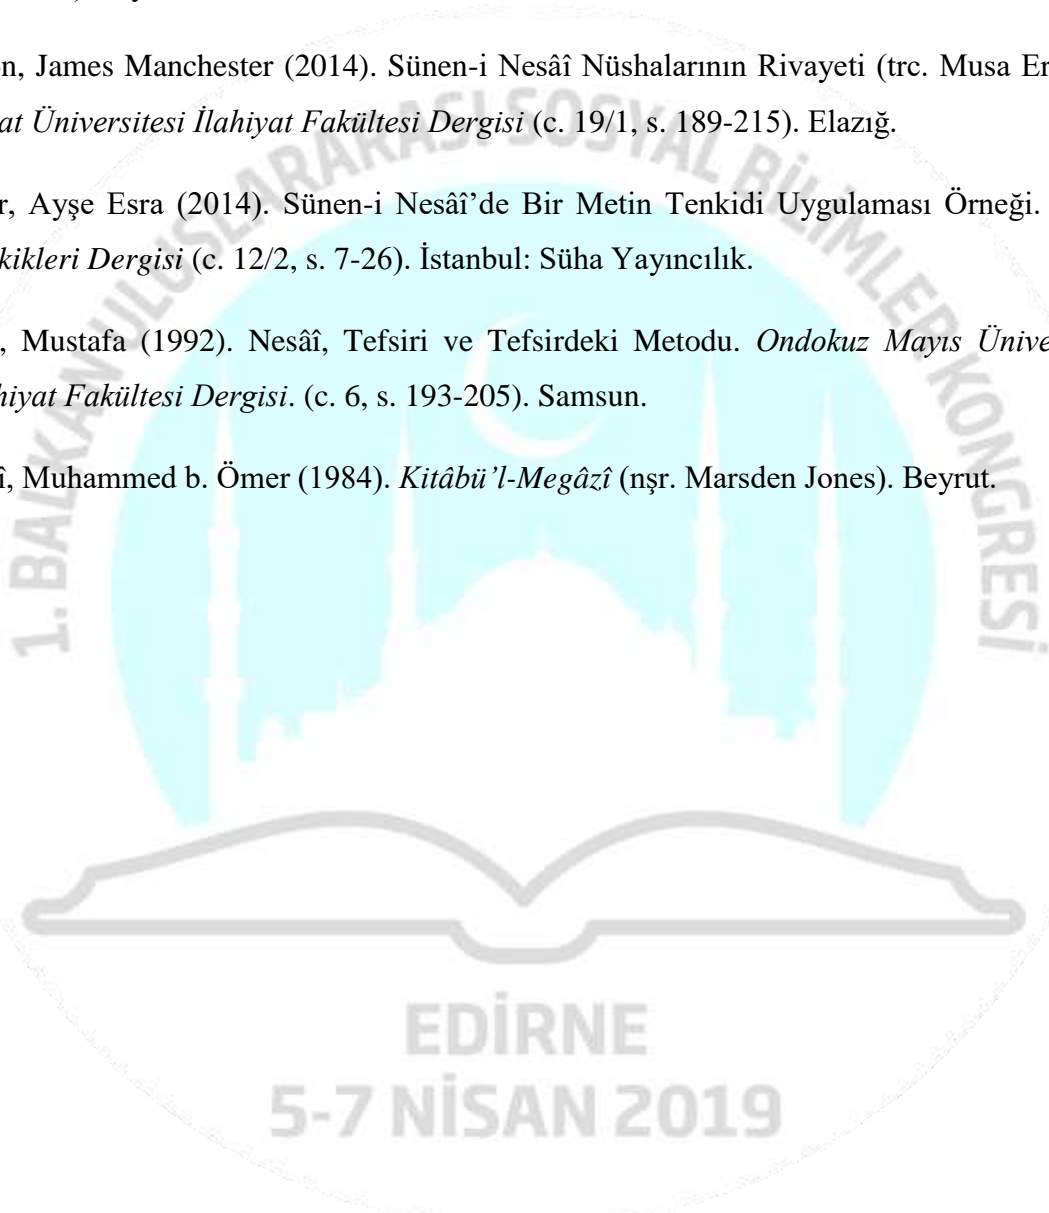 n, James Manchester (2014). Sünen-i Nesâî Nüshalarının Rivayeti (trc. Musa Er
at Üniversitesi İlahiyat Fakültesi Dergisi (c. 19/1, s. 189-215). Elazığ.
r, Ayşe Esra (2014). Sünen-i Nesâî’de Bir Metin Tenkidi Uygulaması Örneği.
kikleri Dergisi (c. 12/2, s. 7-26). İstanbul: Süha Yayıncılık.
, Mustafa (1992). Nesâî, Tefsiri ve Tefsirdeki Metodu. Ondokuz Mayıs Ünive
hiyat Fakültesi Dergisi. (c. 6, s. 193-205). Samsun.
î, Muhammed b. Ömer (1984). Kitâbü’l-Megâzî (nşr. Marsden Jones). Beyrut.
1. BALKAN ULUSLARARASI SOSYAL BİLİMLER KONGRESİ
EDİRNE
5-7 NİSAN 2019